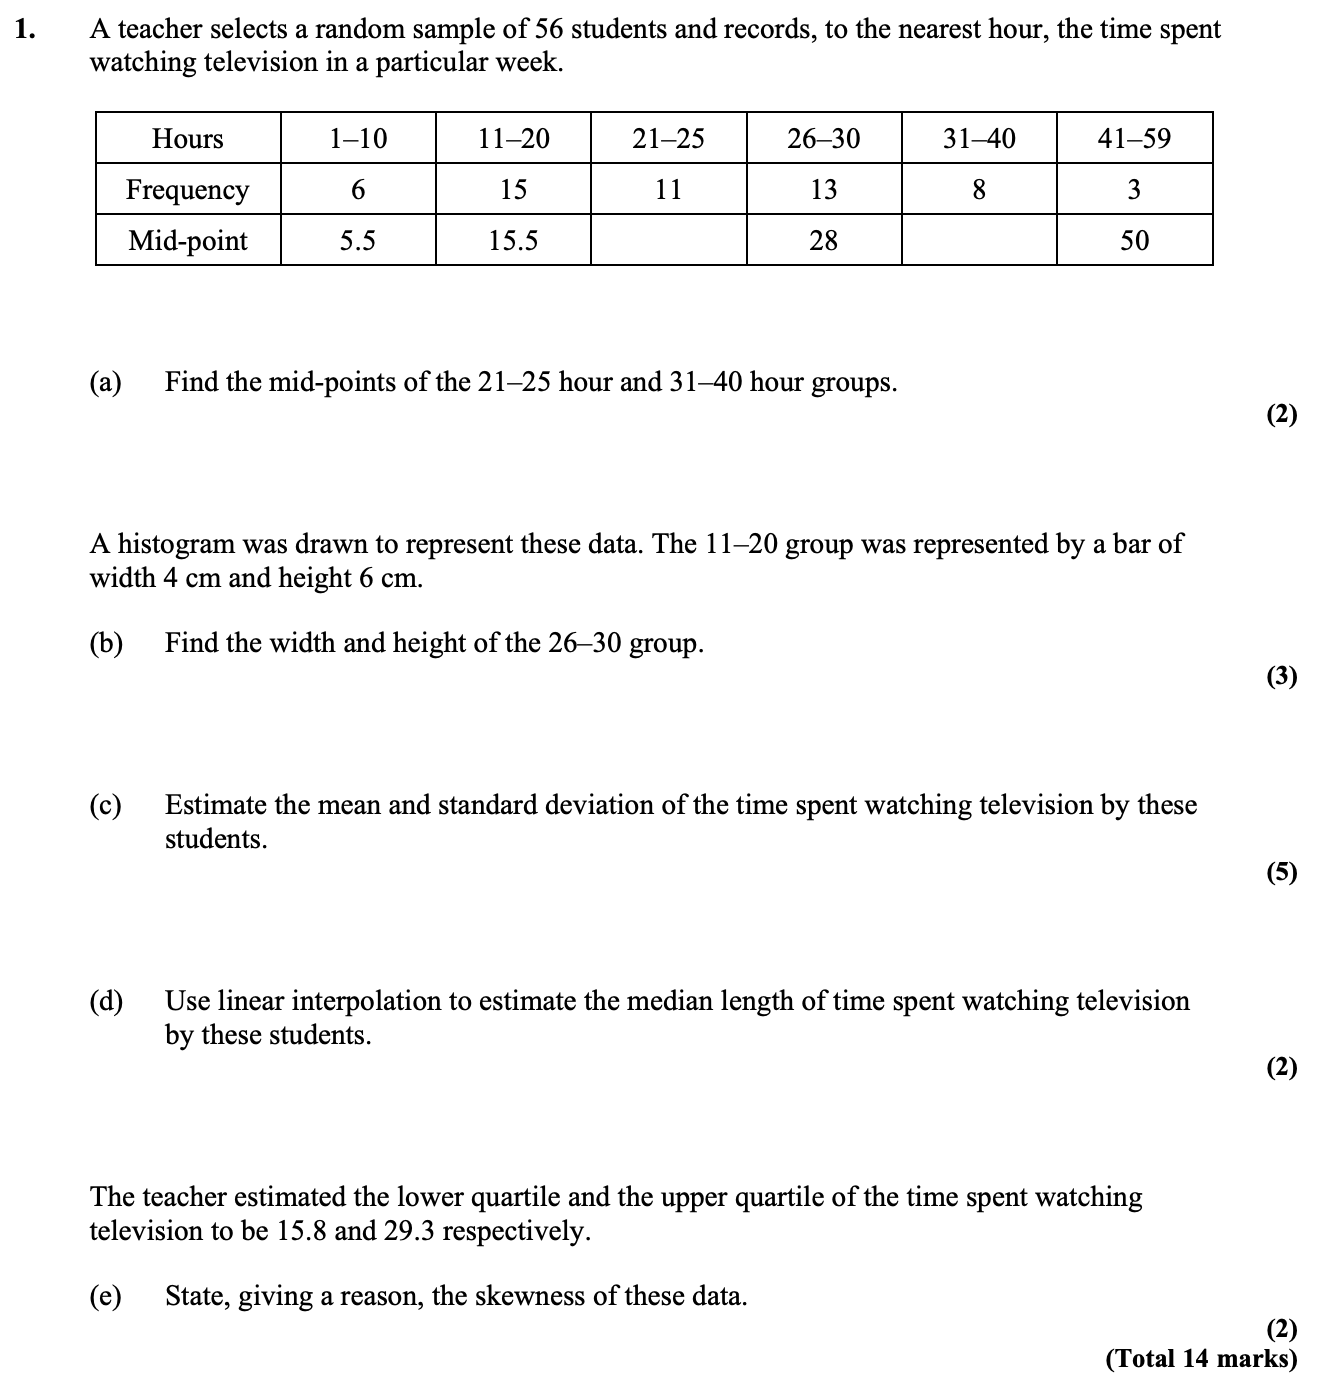 1. A teacher selects a random sample of 56 students and records, to the nearest hour, the time spent
watching television in a particular week.
Hours 1–10 11–20 21–25 26–30 31–40 41–59
Frequency 6 15 11 13 8 3
Mid-point 5.5 15.5 28 50
(a) Find the mid-points of the 21–25 hour and 31–40 hour groups.
(2)
A histogram was drawn to represent these data. The 11–20 group was represented by a bar of
width 4 cm and height 6 cm.
(b) Find the width and height of the 26–30 group.
(3)
(c) Estimate the mean and standard deviation of the time spent watching television by these
students.
(5)
(d) Use linear interpolation to estimate the median length of time spent watching television
by these students.
(2)
The teacher estimated the lower quartile and the upper quartile of the time spent watching
television to be 15.8 and 29.3 respectively.
(e) State, giving a reason, the skewness of these data.
(2)
(Total 14 marks)